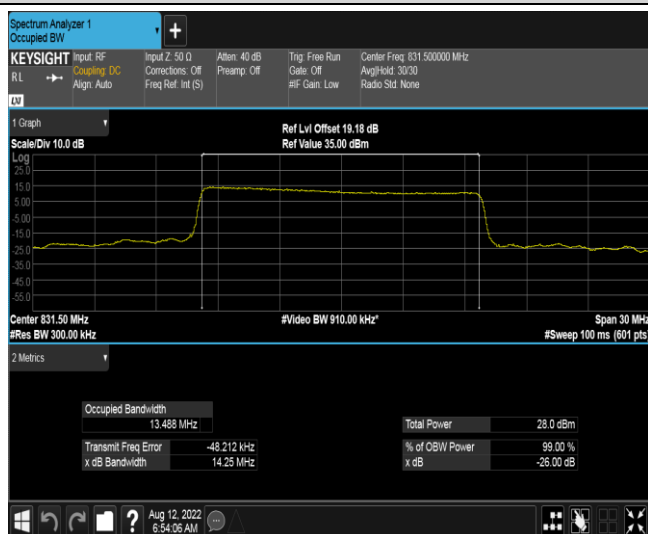 Spectrum Analyzer 1
Occupied BW
+
KEYSIGHT
RL
LXI
Input: RF
Coupling: DC
Align: Auto
Input Z: 50 Ω
Corrections: Off
Freq Ref: Int (S)
Atten: 40 dB
Preamp: Off
Trig: Free Run
Gate: Off
#IF Gain: Low
Center Freq: 831.500000 MHz
Avg|Hold: 30/30
Radio Std: None
1 Graph
Scale/Div 10.0 dB
Ref Lvl Offset 19.18 dB
Ref Value 35.00 dBm
Log
25.0
15.0
5.00
-5.00
-15.0
-25.0
-35.0
-45.0
-55.0
Center 831.50 MHz
#Res BW 300.00 kHz
#Video BW 910.00 kHz*
Span 30 MHz
#Sweep 100 ms (601 pts)
2 Metrics
Occupied Bandwidth
13.488 MHz
Transmit Freq Error -48.212 kHz
x dB Bandwidth 14.25 MHz
Total Power 28.0 dBm
% of OBW Power 99.00 %
x dB -26.00 dB
?
Aug 12, 2022
6:54:06 AM